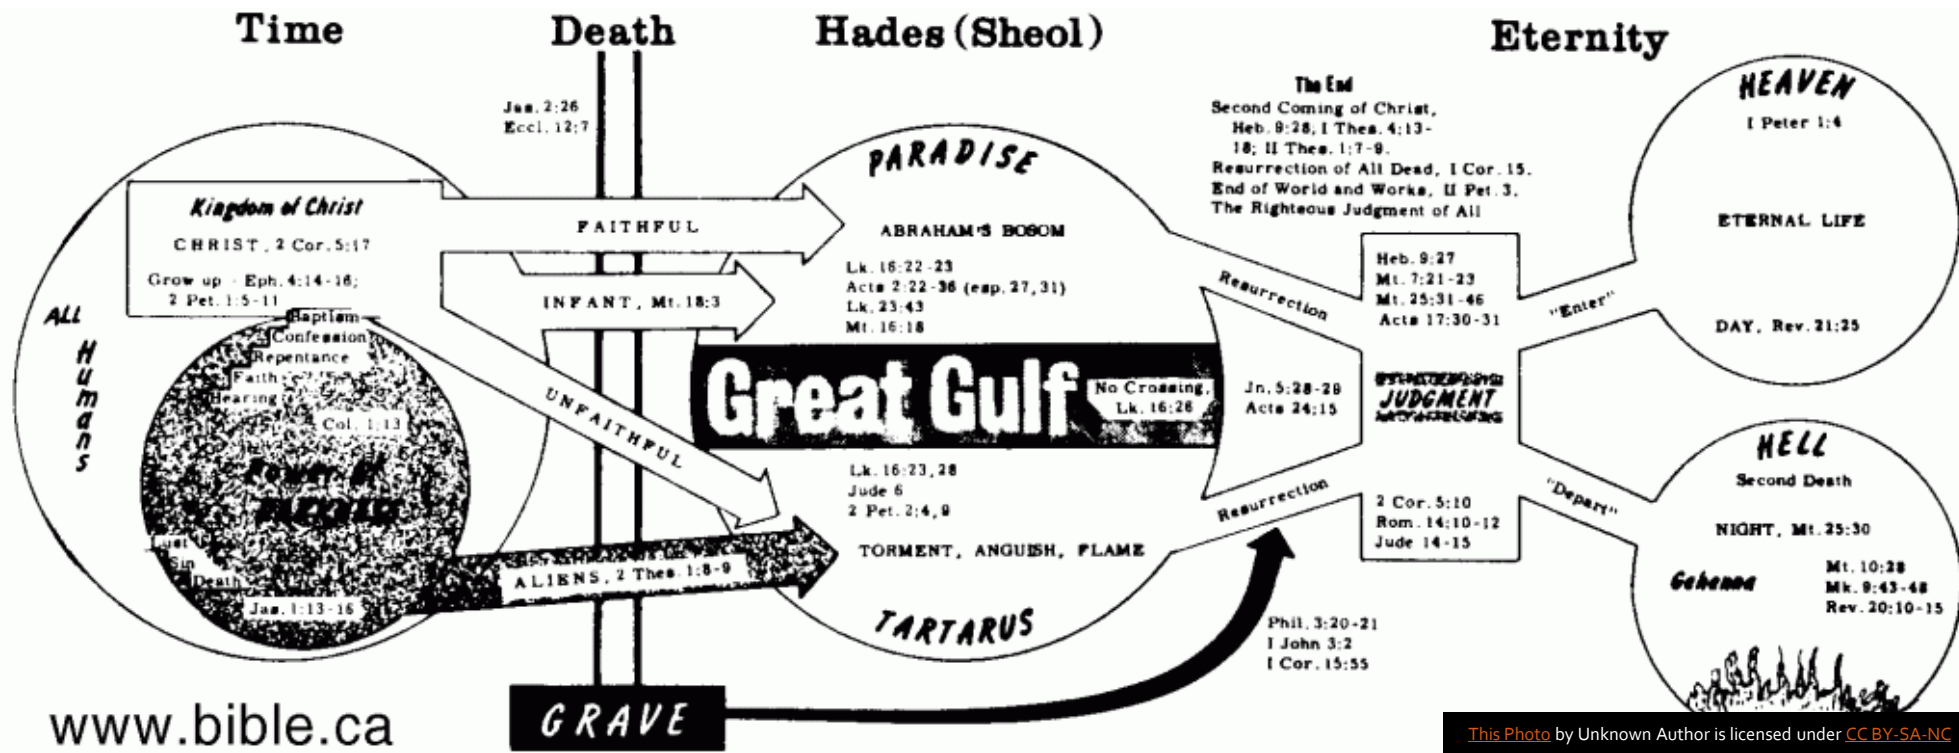 Time
Death
Hades (Sheol)
Eternity
Jas. 2:26
Eccl. 12:7
Kingdom of Christ
CHRIST, 2 Cor. 5:17
Grow up - Eph. 4:14-16;
2 Pet. 1:5-11
ALL
Humans
Baptism
Confession
Repentance
Faith
Hearing
Col. 1:13
Power of
DARKNESS
Lust
Sin
Death
Jas. 1:13-16
FAITHFUL
INFANT, Mt. 18:3
UNFAITHFUL
ALIENS, 2 Thes. 1:8-9
GRAVE
PARADISE
ABRAHAM'S BOSOM
Lk. 16:22-23
Acts 2:22-36 (esp. 27,31)
Lk. 23:43
Mt. 16:18
Great Gulf
No Crossing,
Lk. 16:26
Lk. 16:23,28
Jude 6
2 Pet. 2:4,9
TORMENT, ANGUISH, FLAME
TARTARUS
The End
Second Coming of Christ,
Heb. 9:28, I Thes. 4:13-
18; II Thes. 1:7-9.
Resurrection of All Dead, I Cor. 15.
End of World and Works, II Pet. 3.
The Righteous Judgment of All
Resurrection
Jn. 5:28-29
Acts 24:15
Resurrection
Phil. 3:20-21
I John 3:2
I Cor. 15:55
Heb. 9:27
Mt. 7:21-23
Mt. 25:31-46
Acts 17:30-31
JUDGMENT
2 Cor. 5:10
Rom. 14:10-12
Jude 14-15
"Enter"
"Depart"
HEAVEN
I Peter 1:4
ETERNAL LIFE
DAY, Rev. 21:25
HELL
Second Death
NIGHT, Mt. 25:30
Gehenna
Mt. 10:28
Mk. 9:43-48
Rev. 20:10-15
www.bible.ca
This Photo by Unknown Author is licensed under CC BY-SA-NC